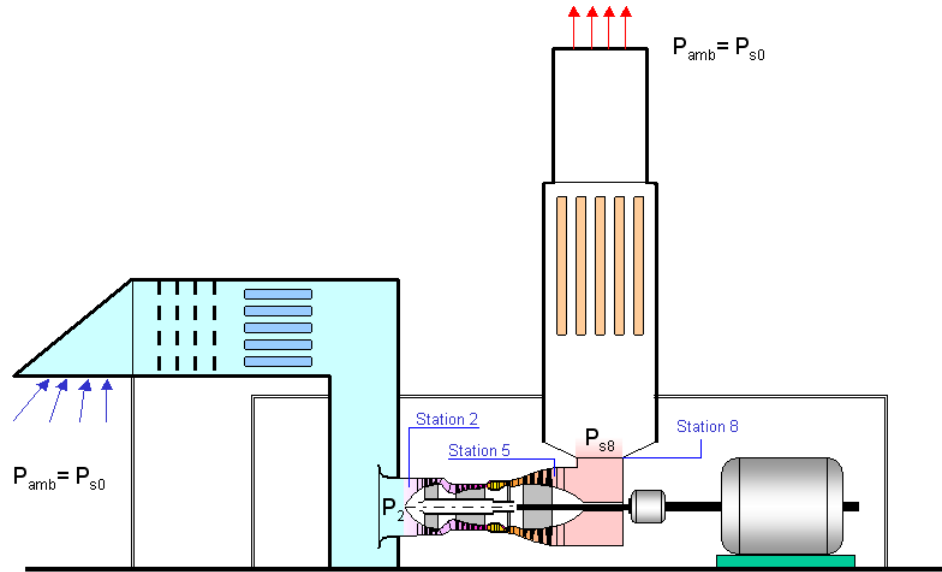 P_amb = P_s0
Station 2
P_s8
Station 8
Station 5
P_amb = P_s0
P_2